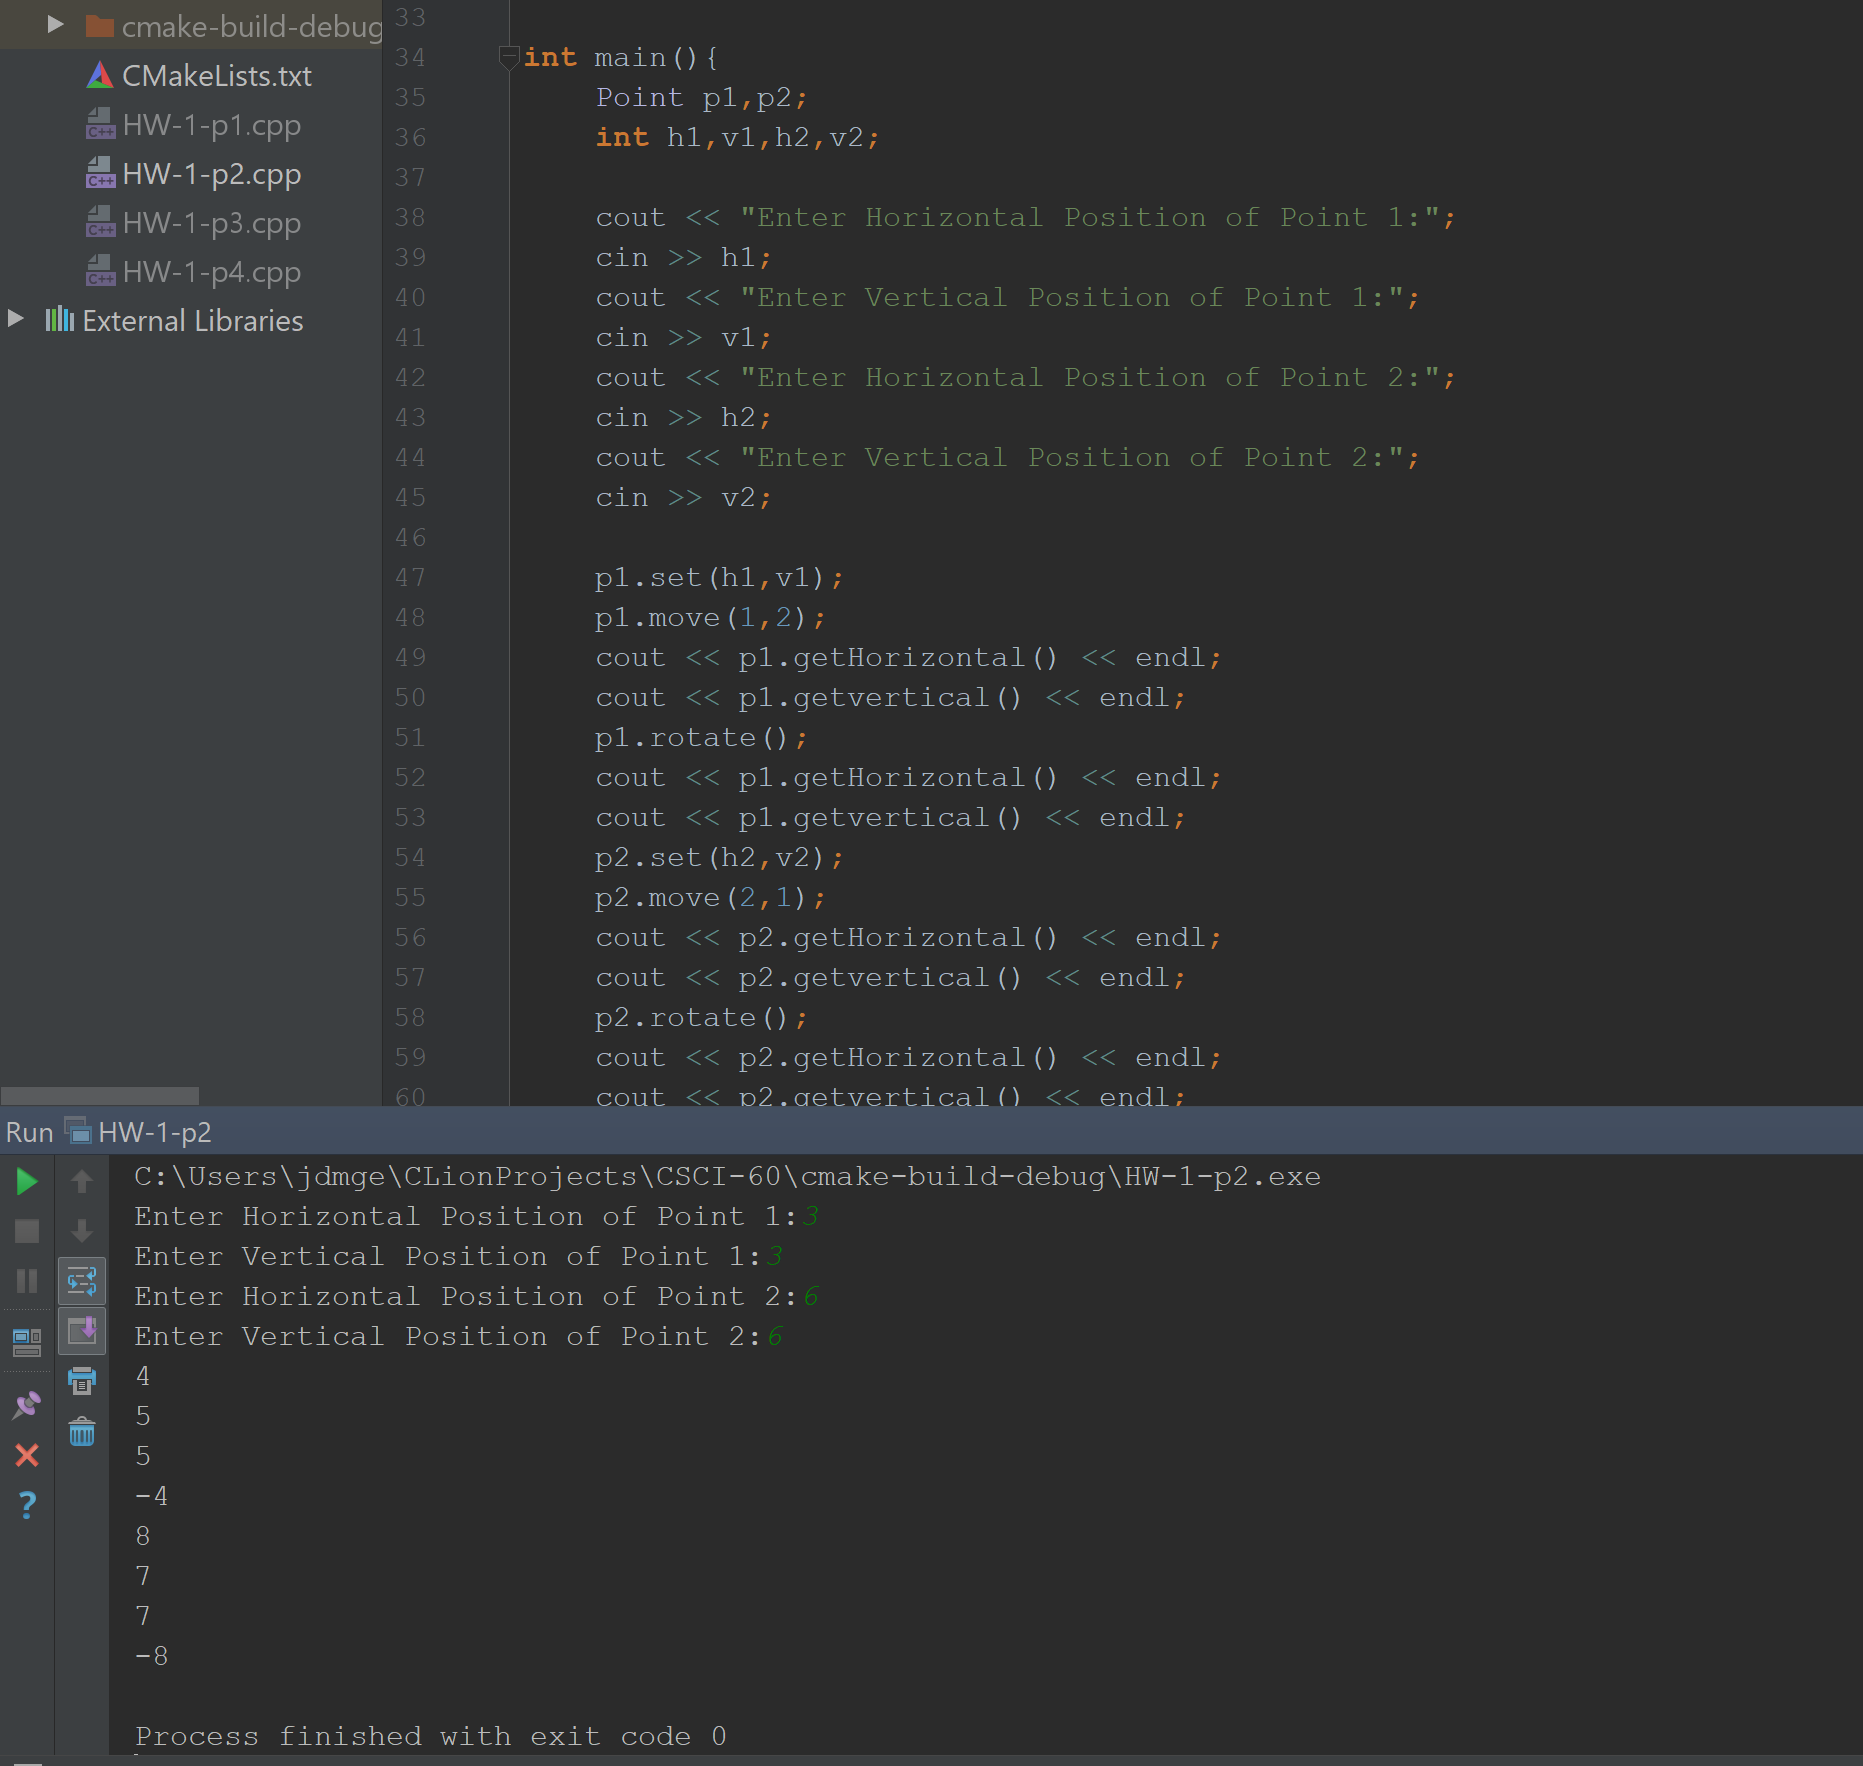 cmake-build-debug
CMakeLists.txt
HW-1-p1.cpp
HW-1-p2.cpp
HW-1-p3.cpp
HW-1-p4.cpp
External Libraries
33
34 int main(){
35 Point p1,p2;
36 int h1,v1,h2,v2;
37
38 cout << "Enter Horizontal Position of Point 1:";
39 cin >> h1;
40 cout << "Enter Vertical Position of Point 1:";
41 cin >> v1;
42 cout << "Enter Horizontal Position of Point 2:";
43 cin >> h2;
44 cout << "Enter Vertical Position of Point 2:";
45 cin >> v2;
46
47 p1.set(h1,v1);
48 p1.move(1,2);
49 cout << p1.getHorizontal() << endl;
50 cout << p1.getvertical() << endl;
51 p1.rotate();
52 cout << p1.getHorizontal() << endl;
53 cout << p1.getvertical() << endl;
54 p2.set(h2,v2);
55 p2.move(2,1);
56 cout << p2.getHorizontal() << endl;
57 cout << p2.getvertical() << endl;
58 p2.rotate();
59 cout << p2.getHorizontal() << endl;
60 cout << p2.getvertical() << endl;
Run HW-1-p2
C:\Users\jdmge\CLionProjects\CSCI-60\cmake-build-debug\HW-1-p2.exe
Enter Horizontal Position of Point 1:3
Enter Vertical Position of Point 1:3
Enter Horizontal Position of Point 2:6
Enter Vertical Position of Point 2:6
4
5
5
-4
8
7
7
-8
Process finished with exit code 0